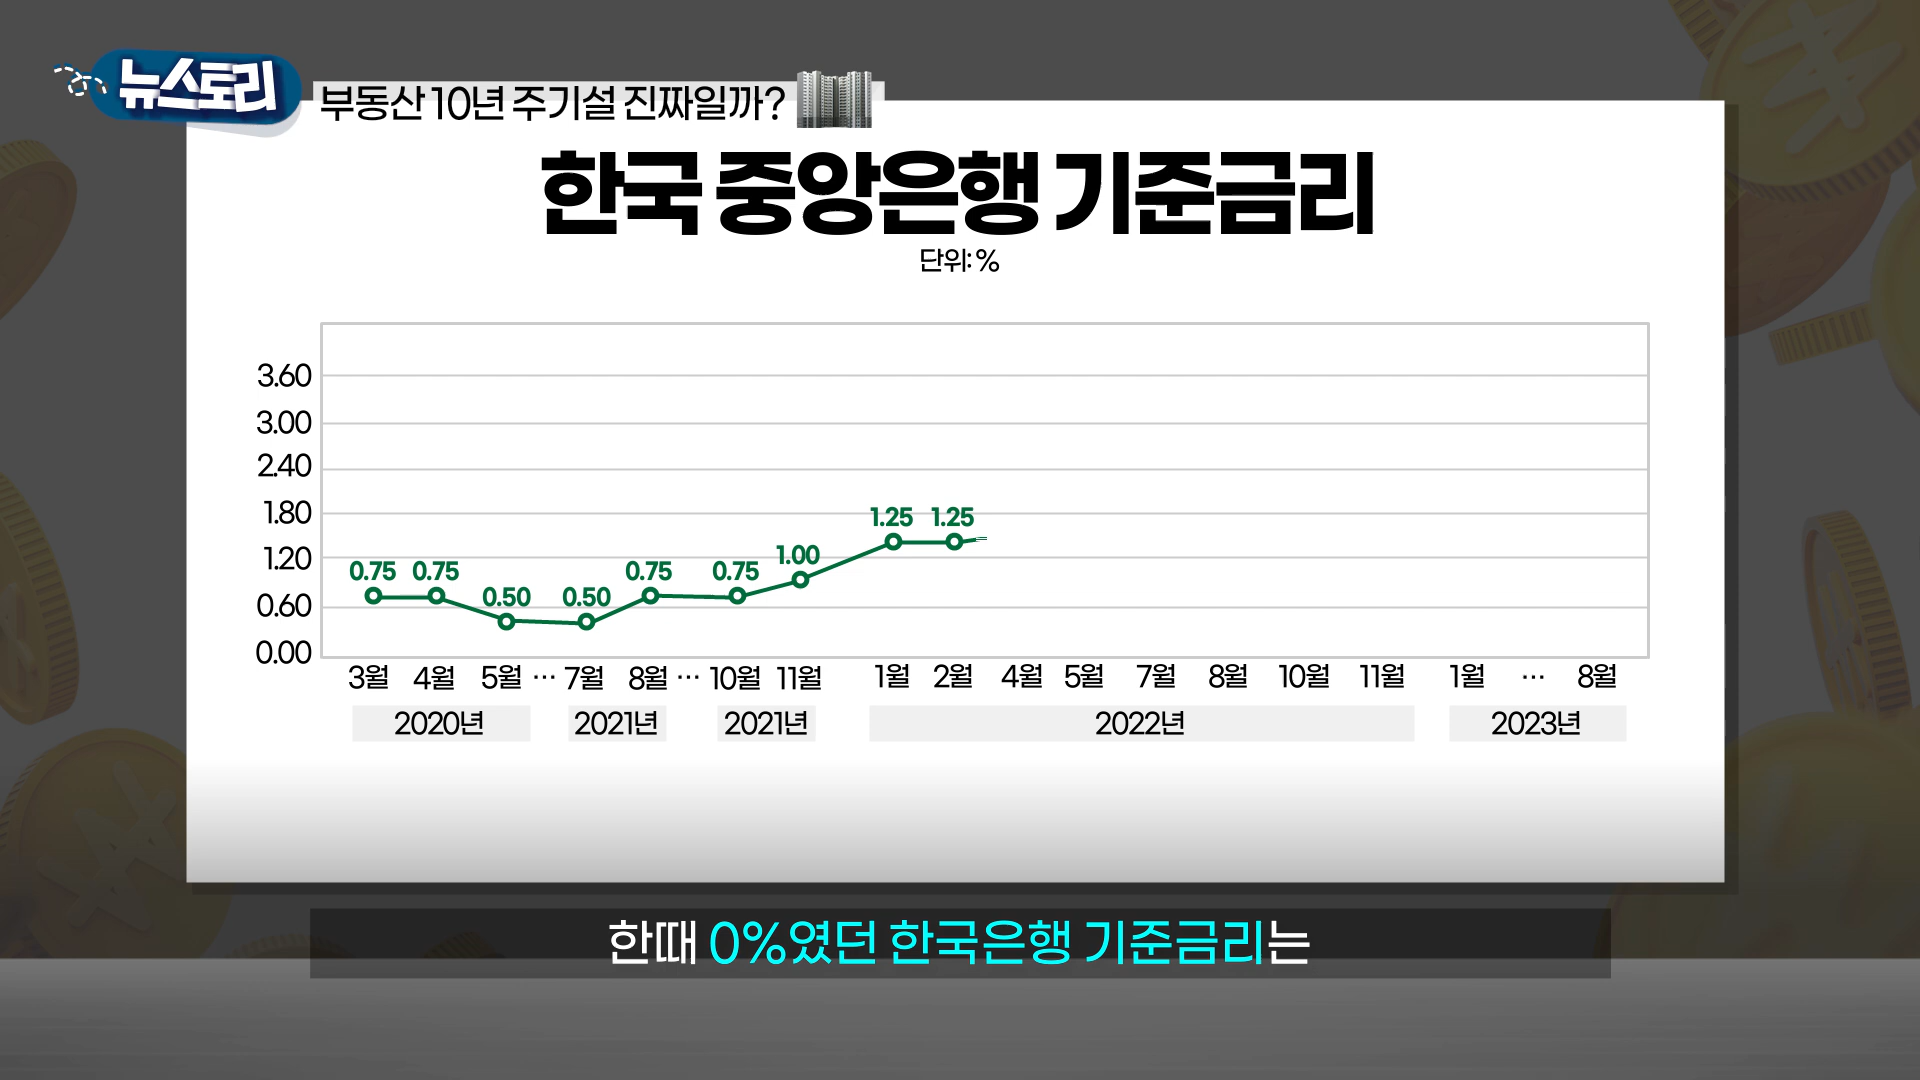 뉴스토리
부동산 10년 주기설 진짜일까?
한국 중앙은행 기준금리
단위: %
3.60
3.00
2.40
1.80
1.20
0.60
0.00
0.75 0.75 0.50 0.50 0.75 0.75 1.00 1.25 1.25
3월 4월 5월 … 7월 8월 … 10월 11월 1월 2월 4월 5월 7월 8월 10월 11월 1월 … 8월
2020년 2021년 2021년 2022년 2023년
한때 0%였던 한국은행 기준금리는